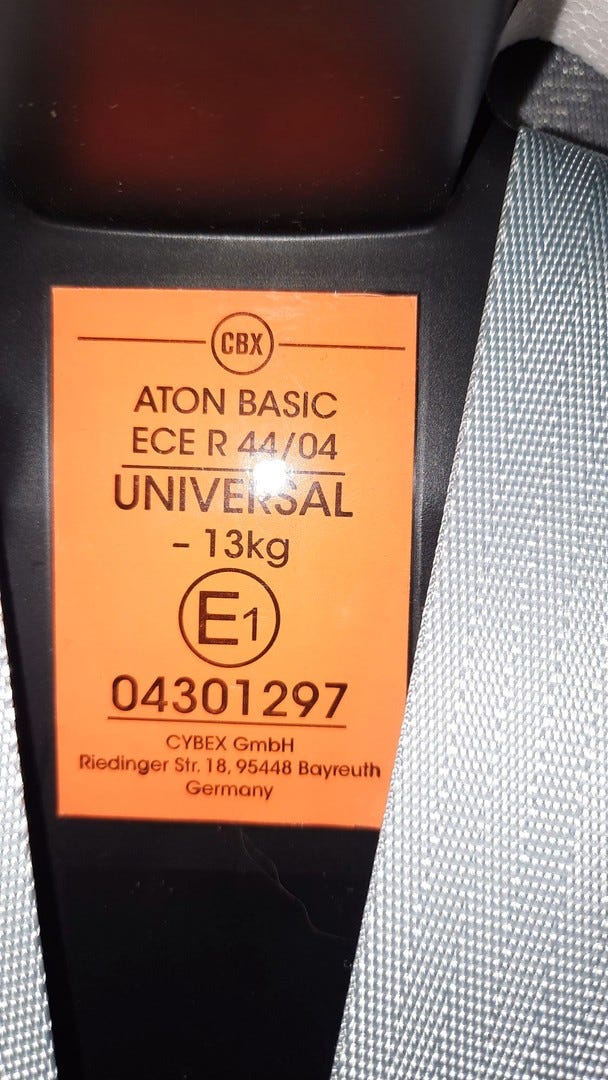 CBX
ATON BASIC
ECE R 44/04
UNIVERSAL
- 13kg
E1
04301297
CYBEX GmbH
Riedinger Str. 18, 95448 Bayreuth
Germany